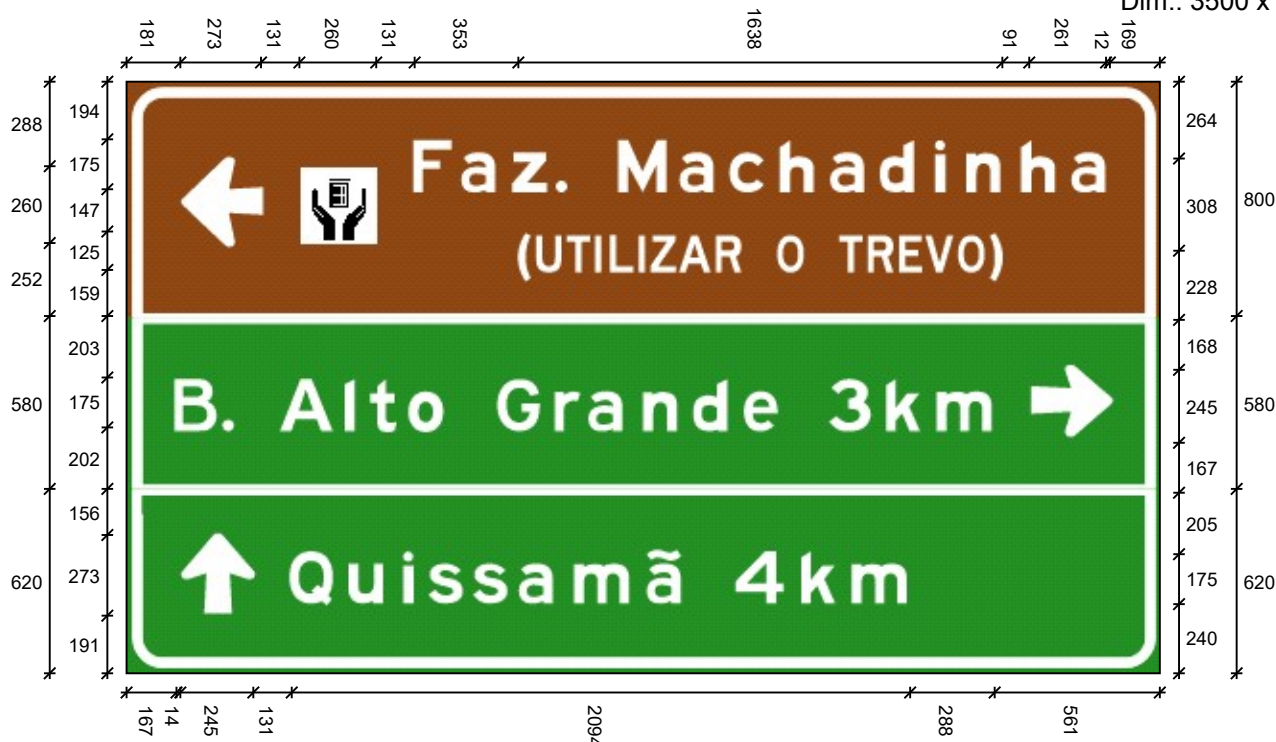 Dim.: 3500 x
181 273 131 260 131 353 1638 91 261 12 169
288 260 252 580 620
194 175 147 125 159 203 175 202 156 273 191
Faz. Machadinha
(UTILIZAR O TREVO)
B. Alto Grande 3km
Quissamã 4km
264 308 228 168 245 167 205 175 240
800 580 620
167 14 245 131 2094 288 561